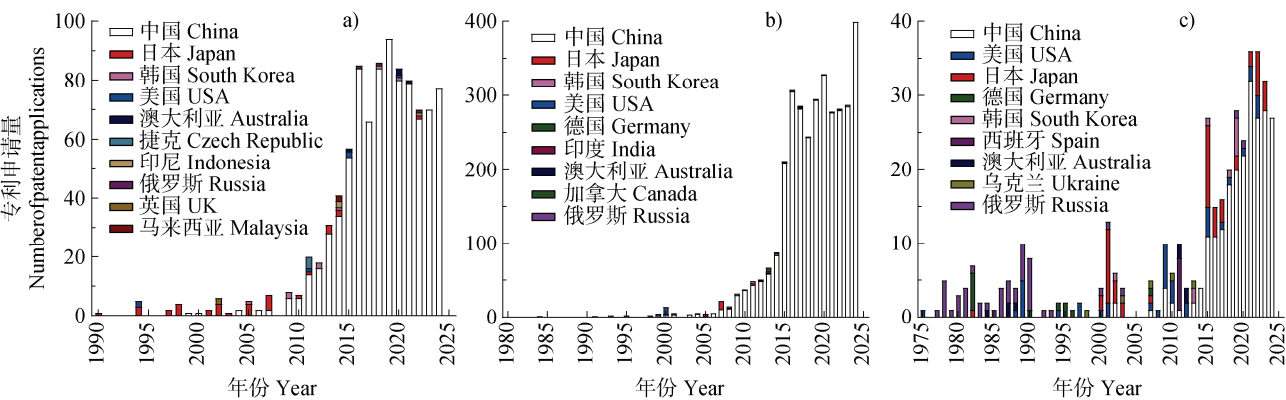 专利申请量
Numberofpatentapplications
a)
100
80
60
40
20
0
中国 China
日本 Japan
韩国 South Korea
美国 USA
澳大利亚 Australia
捷克 Czech Republic
印尼 Indonesia
俄罗斯 Russia
英国 UK
马来西亚 Malaysia
1990
1995
2000
2005
2010
2015
2020
2025
年份 Year
b)
400
300
200
100
0
中国 China
日本 Japan
韩国 South Korea
美国 USA
德国 Germany
印度 India
澳大利亚 Australia
加拿大 Canada
俄罗斯 Russia
1980
1985
1990
1995
2000
2005
2010
2015
2020
2025
年份 Year
c)
40
30
20
10
0
中国 China
美国 USA
日本 Japan
德国 Germany
韩国 South Korea
西班牙 Spain
澳大利亚 Australia
乌克兰 Ukraine
俄罗斯 Russia
1975
1980
1985
1990
1995
2000
2005
2010
2015
2020
2025
年份 Year